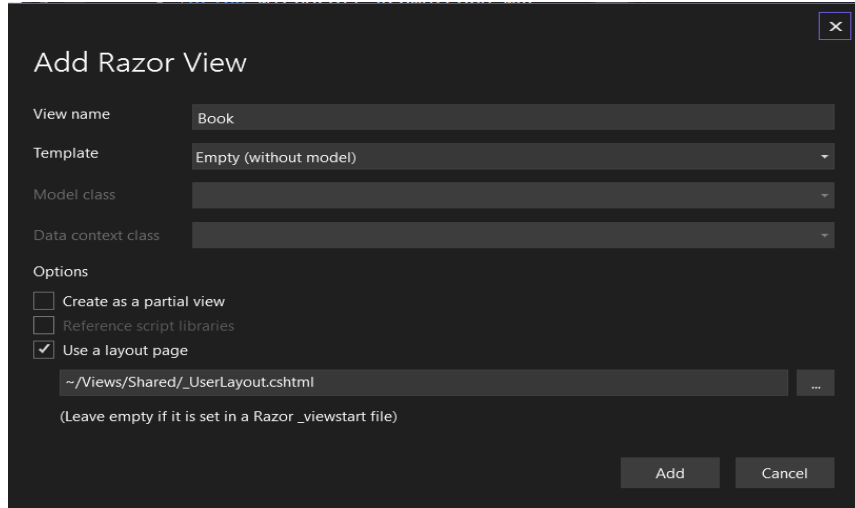 Add Razor View
View name
Book
Template
Empty (without model)
Model class
Data context class
Options
Create as a partial view
Reference script libraries
Use a layout page
~/Views/Shared/_UserLayout.cshtml
...
(Leave empty if it is set in a Razor _viewstart file)
Add
Cancel